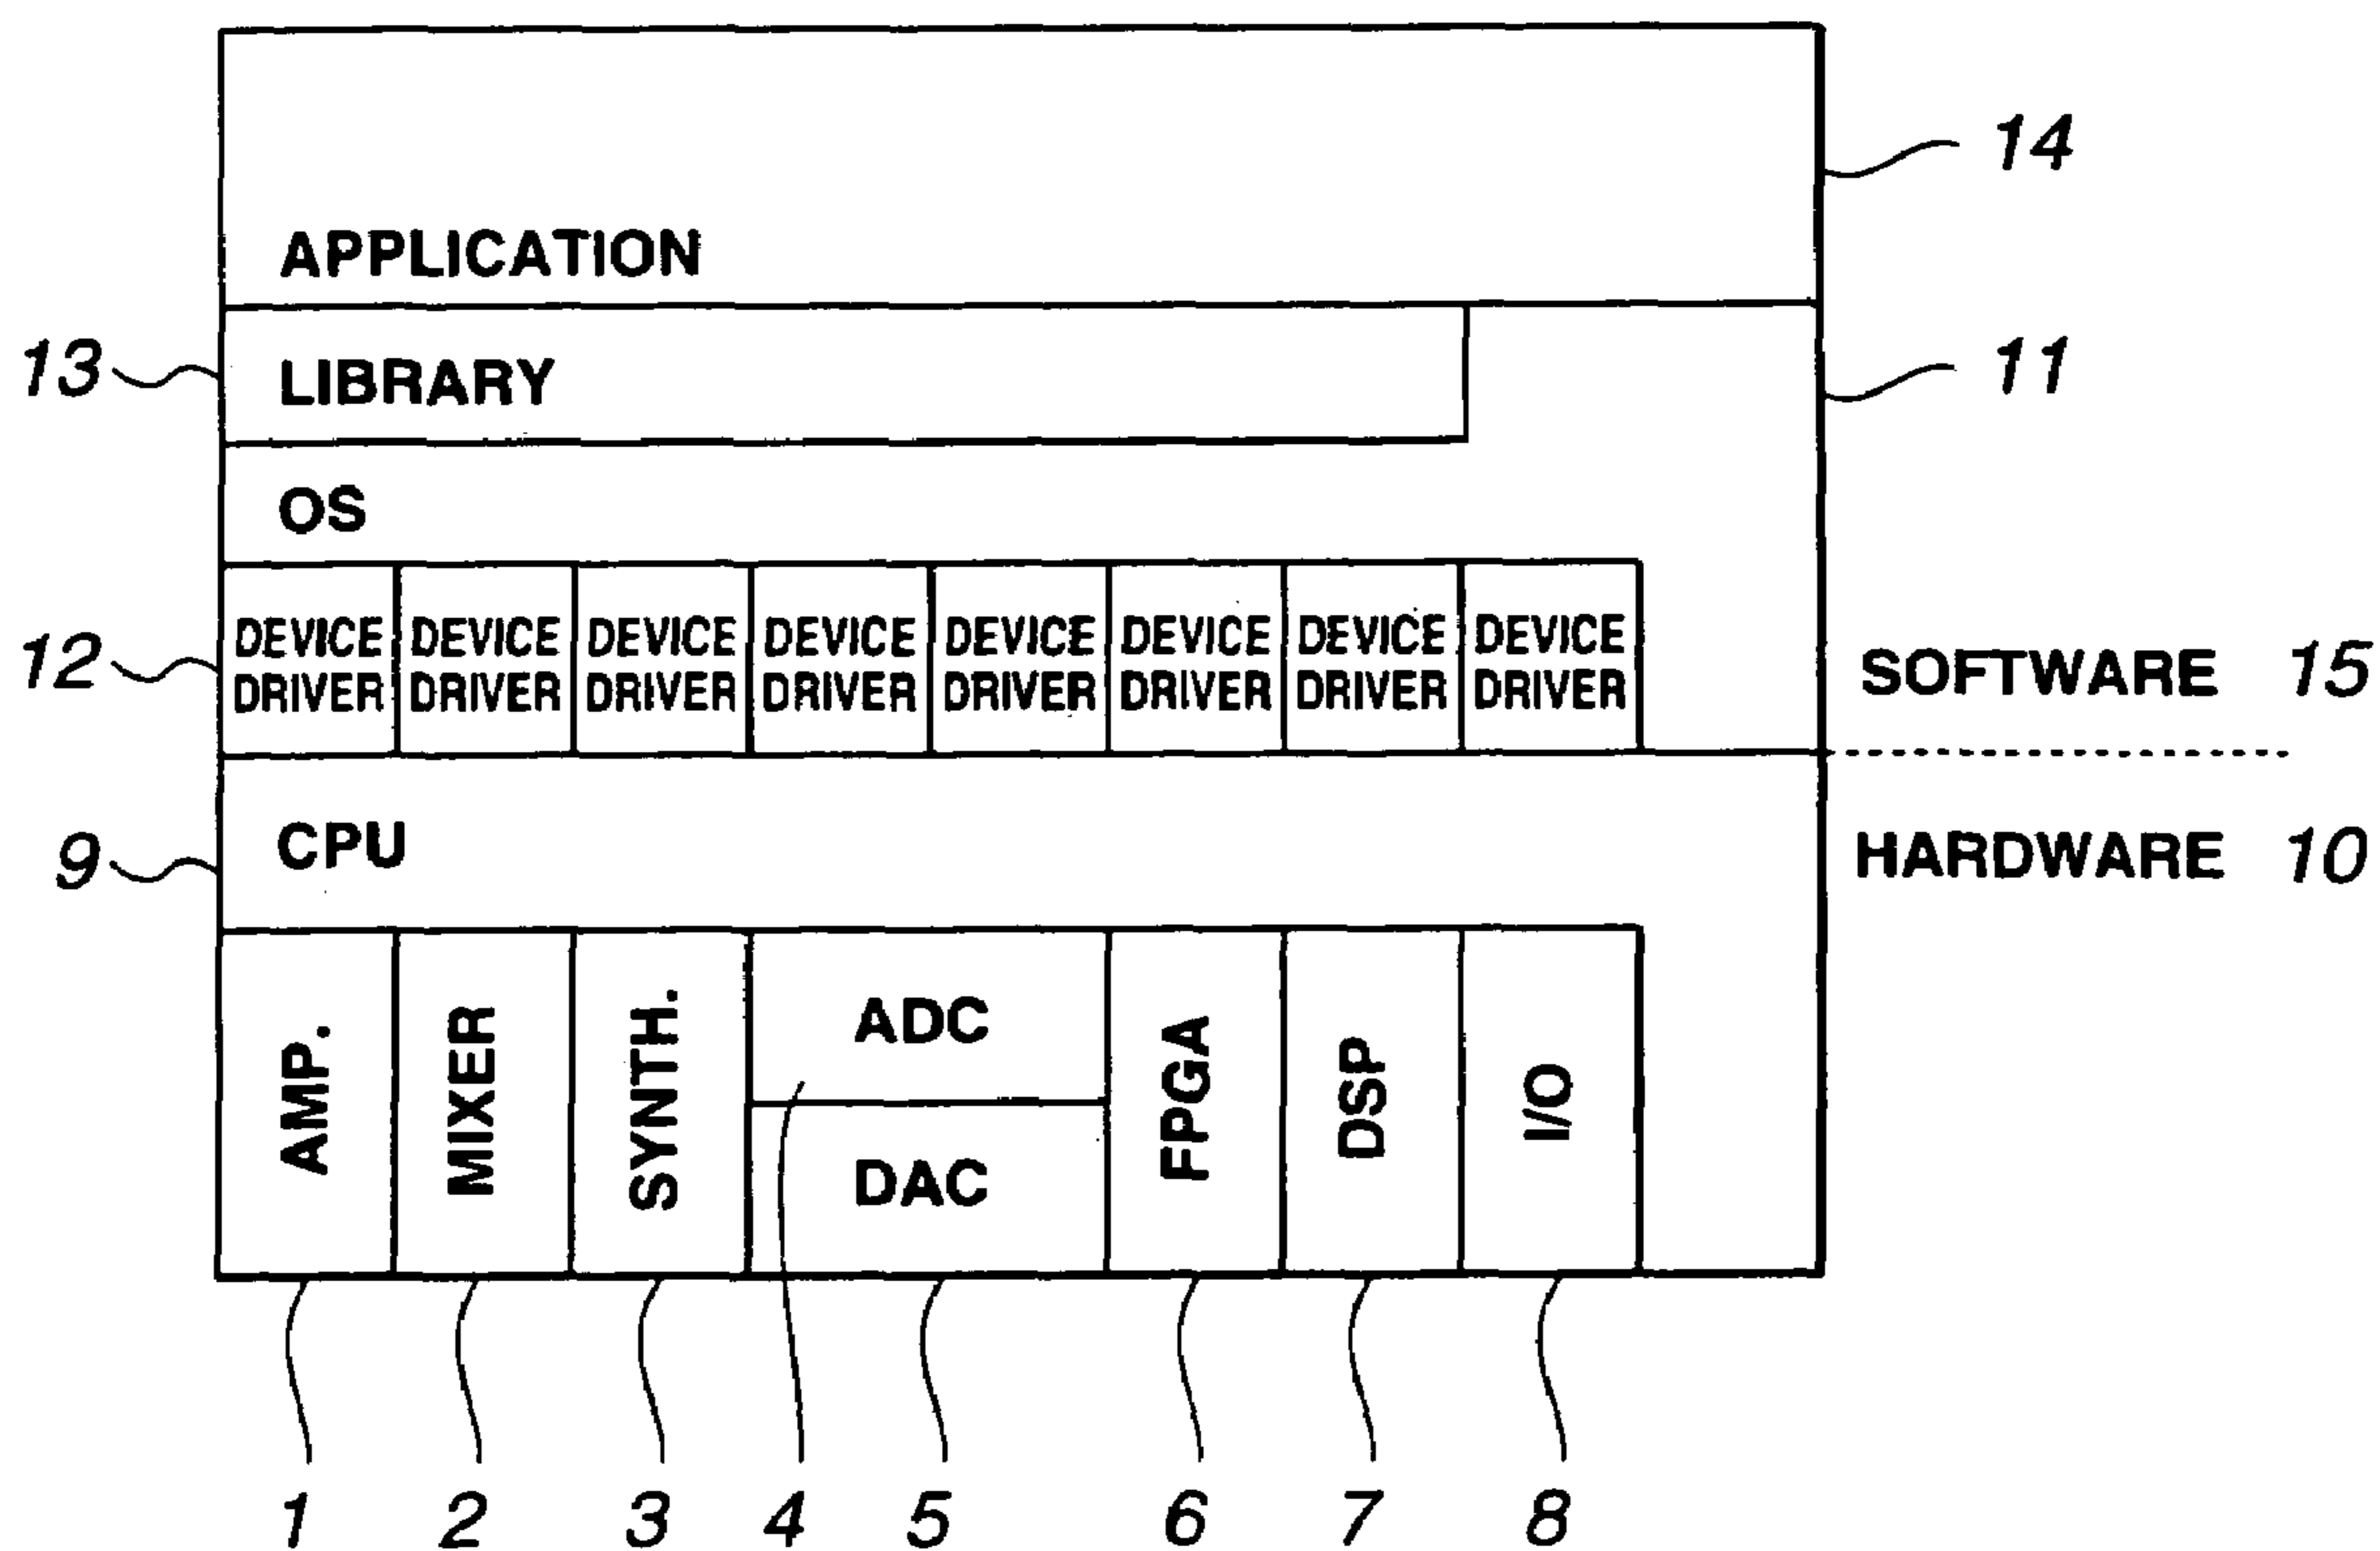 14
APPLICATION
13
LIBRARY
11
OS
12
DEVICE DRIVER
DEVICE DRIVER
DEVICE DRIVER
DEVICE DRIVER
DEVICE DRIVER
DEVICE DRIVER
DEVICE DRIVER
DEVICE DRIVER
SOFTWARE 15
9
CPU
HARDWARE 10
AMP.
MIXER
SYNTH.
ADC
DAC
FPGA
DSP
I/O
1 2 3 4 5 6 7 8